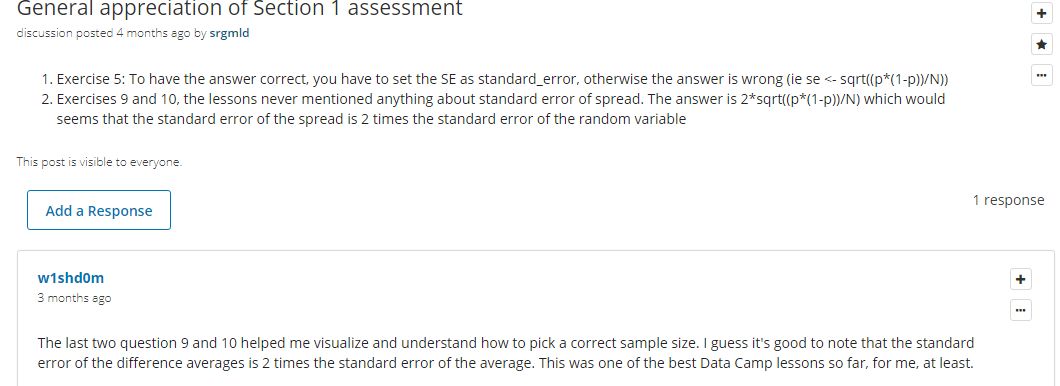 General appreciation of Section 1 assessment
discussion posted 4 months ago by srgmld
1. Exercise 5: To have the answer correct, you have to set the SE as standard_error, otherwise the answer is wrong (ie se <- sqrt((p*(1-p))/N))
2. Exercises 9 and 10, the lessons never mentioned anything about standard error of spread. The answer is 2*sqrt((p*(1-p))/N) which would
seems that the standard error of the spread is 2 times the standard error of the random variable
This post is visible to everyone.
Add a Response
1 response
w1shd0m
3 months ago
The last two question 9 and 10 helped me visualize and understand how to pick a correct sample size. I guess it's good to note that the standard
error of the difference averages is 2 times the standard error of the average. This was one of the best Data Camp lessons so far, for me, at least.